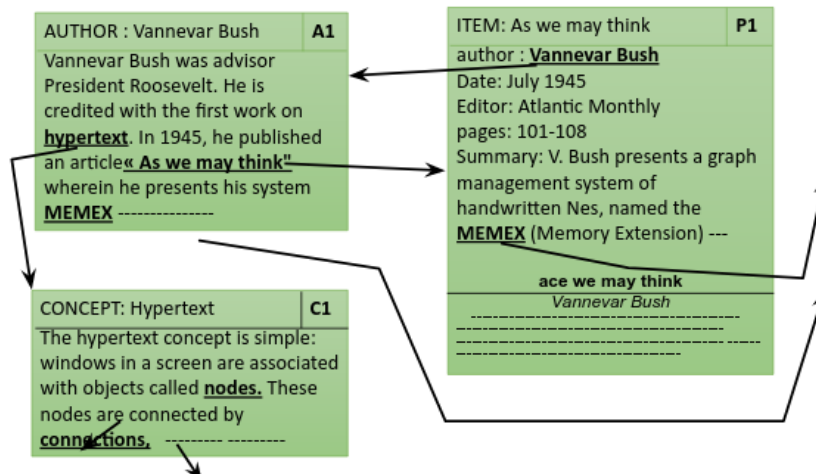 AUTHOR : Vannevar Bush A1
Vannevar Bush was advisor
President Roosevelt. He is
credited with the first work on
hypertext. In 1945, he published
an article« As we may think"
wherein he presents his system
MEMEX ---------------
ITEM: As we may think P1
author : Vannevar Bush
Date: July 1945
Editor: Atlantic Monthly
pages: 101-108
Summary: V. Bush presents a graph
management system of
handwritten Nes, named the
MEMEX (Memory Extension) ---
ace we may think
Vannevar Bush
CONCEPT: Hypertext C1
The hypertext concept is simple:
windows in a screen are associated
with objects called nodes. These
nodes are connected by
connections, --------- ---------